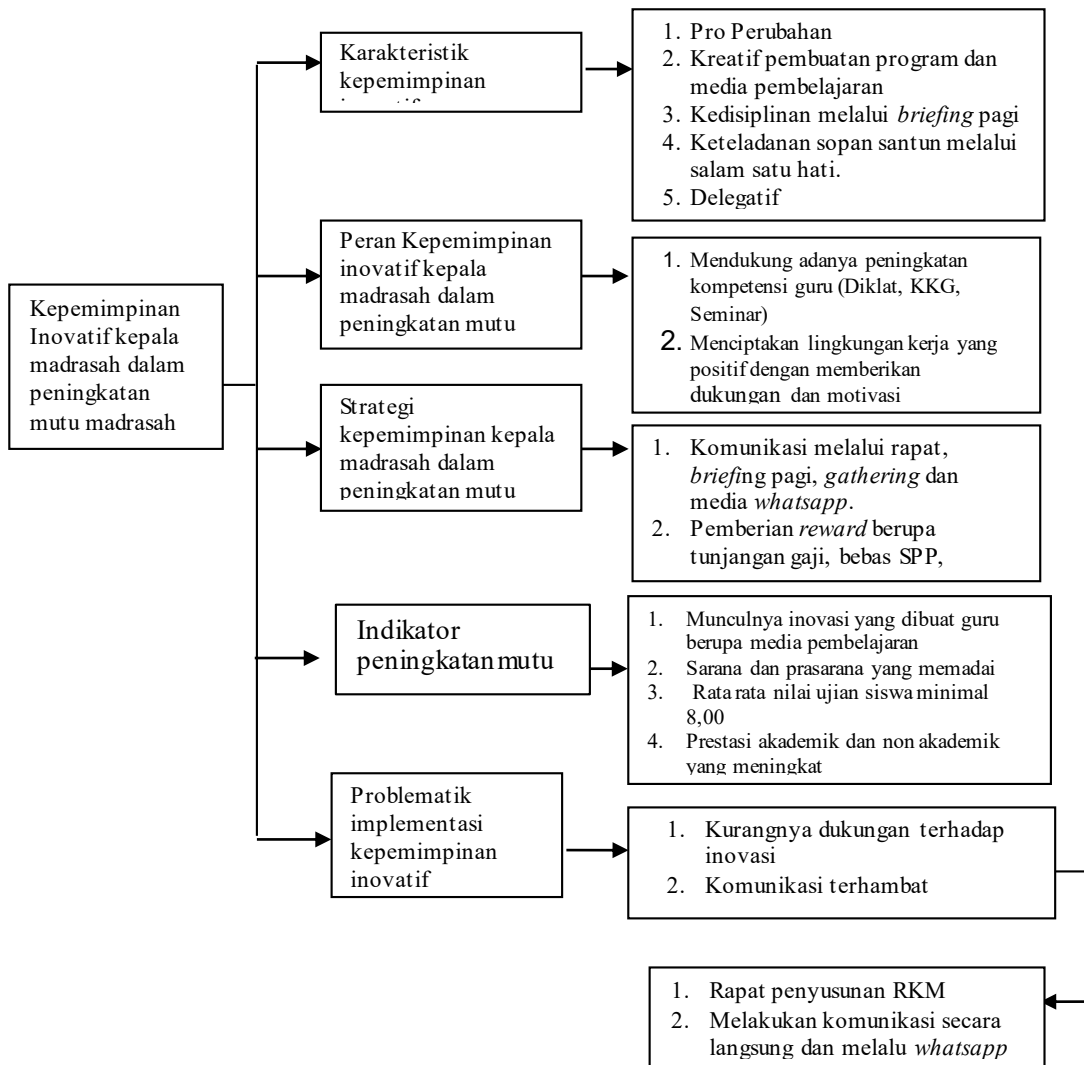 Kepemimpinan
Inovatif kepala
madrasah dalam
peningkatan
mutu madrasah
Karakteristik
kepemimpinan
1. Pro Perubahan
2. Kreatif pembuatan program dan
media pembelajaran
3. Kedisiplinan melalui briefing pagi
4. Keteladanan sopan santun melalui
salam satu hati.
5. Delegatif
Peran Kepemimpinan
inovatif kepala
madrasah dalam
peningkatan mutu
1. Mendukung adanya peningkatan
kompetensi guru (Diklat, KKG,
Seminar)
2. Menciptakan lingkungan kerja yang
positif dengan memberikan
dukungan dan motivasi
Strategi
kepemimpinan kepala
madrasah dalam
peningkatan mutu
1. Komunikasi melalui rapat,
briefing pagi, gathering dan
media whatsapp.
2. Pemberian reward berupa
tunjangan gaji, bebas SPP,
Indikator
peningkatan mutu
1. Munculnya inovasi yang dibuat guru
berupa media pembelajaran
2. Sarana dan prasarana yang memadai
3. Rata rata nilai ujian siswa minimal
8,00
4. Prestasi akademik dan non akademik
yang meningkat
Problematik
implementasi
kepemimpinan
inovatif
1. Kurangnya dukungan terhadap
inovasi
2. Komunikasi terhambat
1. Rapat penyusunan RKM
2. Melakukan komunikasi secara
langsung dan melalu whatsapp